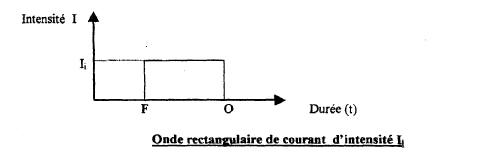 Intensité I
Iᵢ
F O Durée (t)
Onde rectangulaire de courant d'intensité Iᵢ